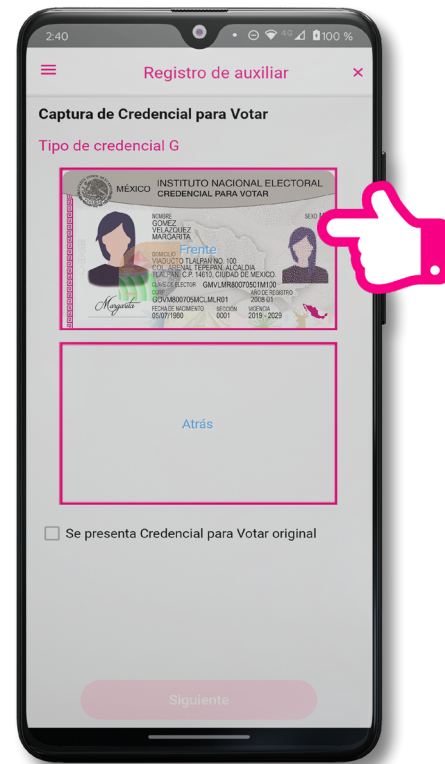 2:40
4G
100 %
Registro de auxiliar
×
Captura de Credencial para Votar
Tipo de credencial G
MÉXICO
INSTITUTO NACIONAL ELECTORAL
CREDENCIAL PARA VOTAR
NOMBRE
SEXO
GOMEZ
VELAZQUEZ
MARGARITA
Frente
DOMICILIO
VIADUCTO TLALPAN NO. 100
COL. ARENAL TEPEPAN, ALCALDIA
TLALPAN, C.P. 14610, CIUDAD DE MEXICO.
CLAVE DE ELECTOR GMVLMR80070501M100
CURP
AÑO DE REGISTRO
GOVM800705MCLMLR01
2008 01
FECHA DE NACIMIENTO
SECCIÓN
VIGENCIA
05/07/1980
0001
2019 - 2029
Margarita
Atrás
Se presenta Credencial para Votar original
Siguiente